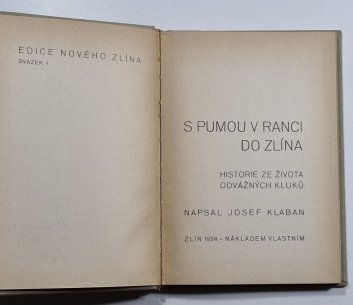 EDICE NOVÉHO ZLÍNA
SVAZEK 1
S PUMOU V RANCI
DO ZLÍNA
HISTORIE ZE ŽIVOTA
ODVÁŽNÝCH KLUKŮ
NAPSAL JOSEF KLABAN
ZLÍN 1934 - NÁKLADEM VLASTNÍM